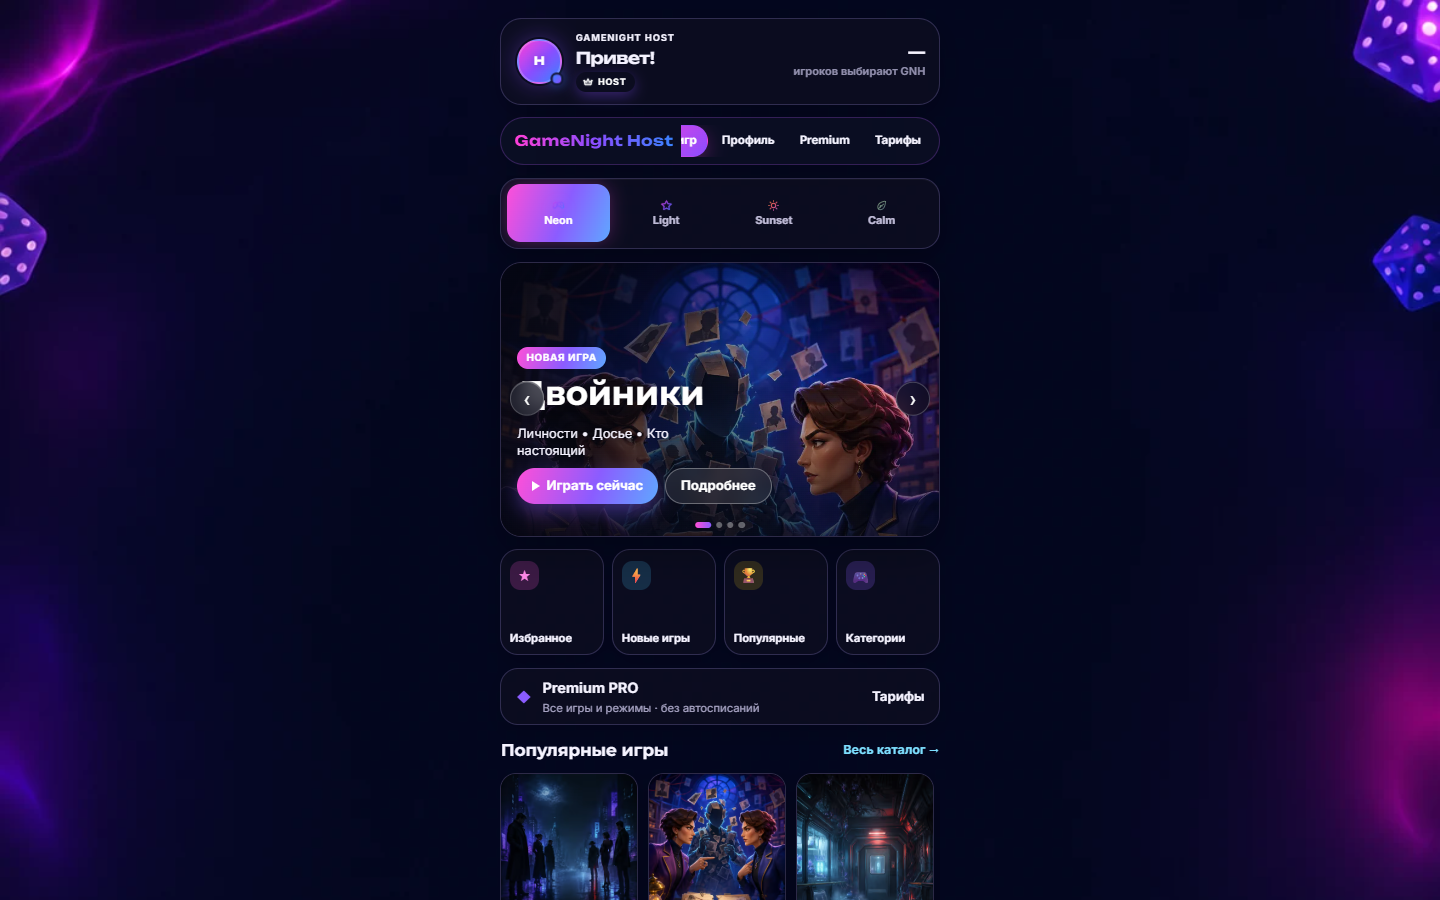 GAMENIGHT HOST
H
Привет!
HOST
—
игроков выбирают GNH
GameNight Host
игр
Профиль
Premium
Тарифы
Neon
Light
Sunset
Calm
НОВАЯ ИГРА
ВОЙНИКИ
Личности • Досье • Кто
настоящий
Играть сейчас
Подробнее
Избранное
Новые игры
Популярные
Категории
Premium PRO
Все игры и режимы · без автосписаний
Тарифы
Популярные игры
Весь каталог →